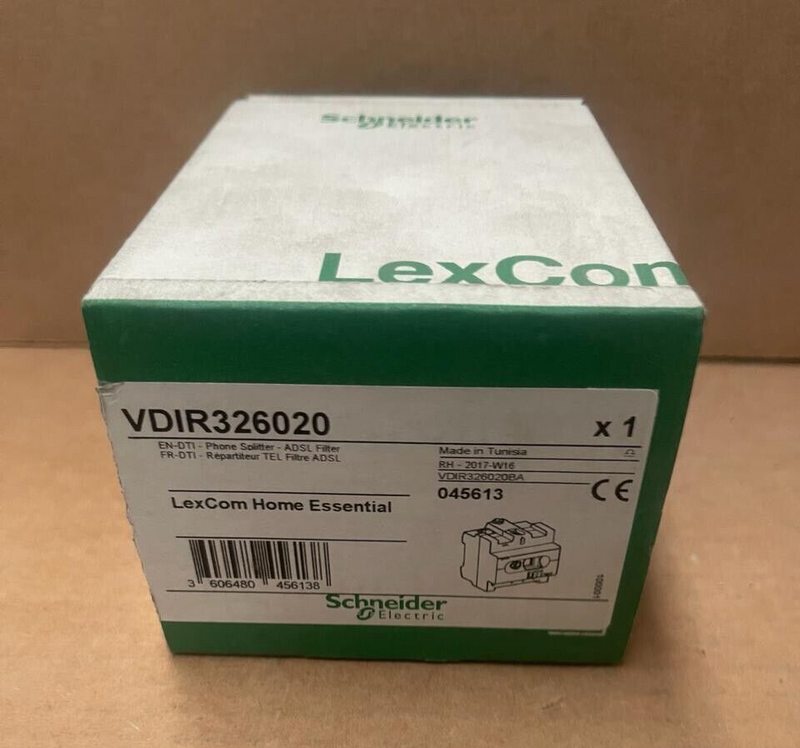 Schneider
Electric
LexCom
VDIR326020
x 1
EN-DTI - Phone Splitter - ADSL Filter
FR-DTI - Répartiteur TEL Filtre ADSL
Made in Tunisia
RH - 2017-W16
VDIR326020BA
045613
CE
LexCom Home Essential
3 606480 456138
Schneider
Electric